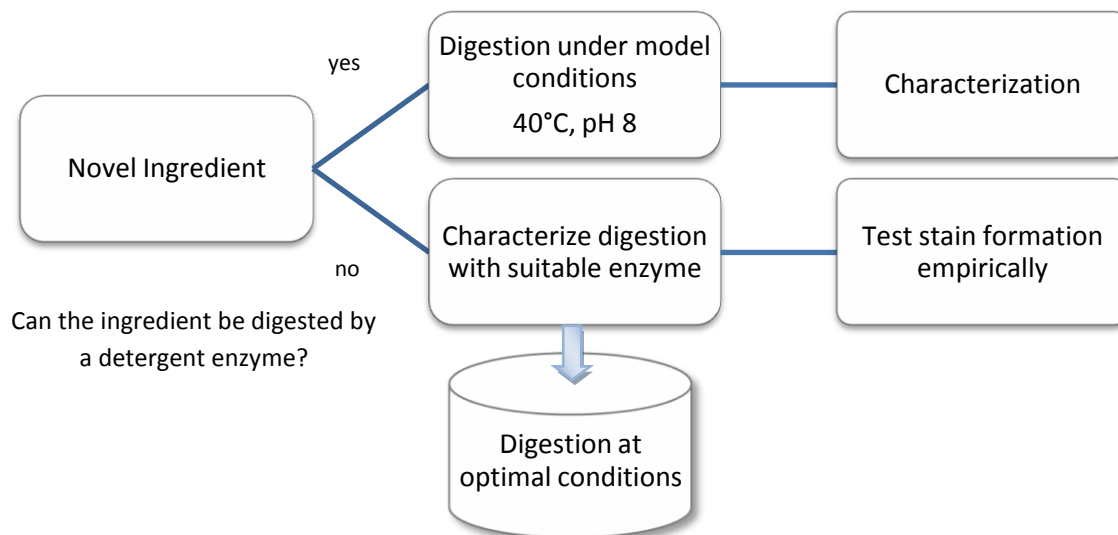 yes
Digestion under model
conditions
40°C, pH 8
Characterization
Novel Ingredient
no
Characterize digestion
with suitable enzyme
Test stain formation
empirically
Can the ingredient be digested by
a detergent enzyme?
Digestion at
optimal conditions